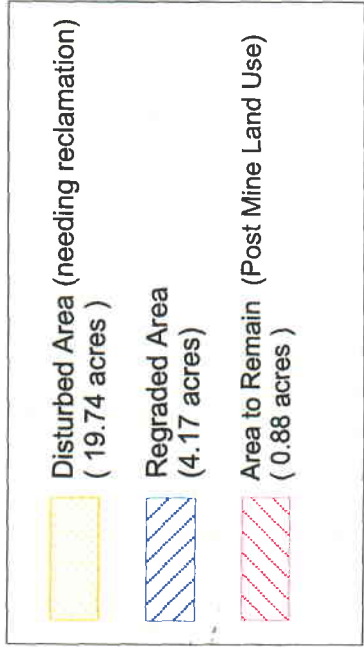 Disturbed Area (needing reclamation)
( 19.74 acres )
Regraded Area
(4.17 acres)
Area to Remain (Post Mine Land Use)
( 0.88 acres )